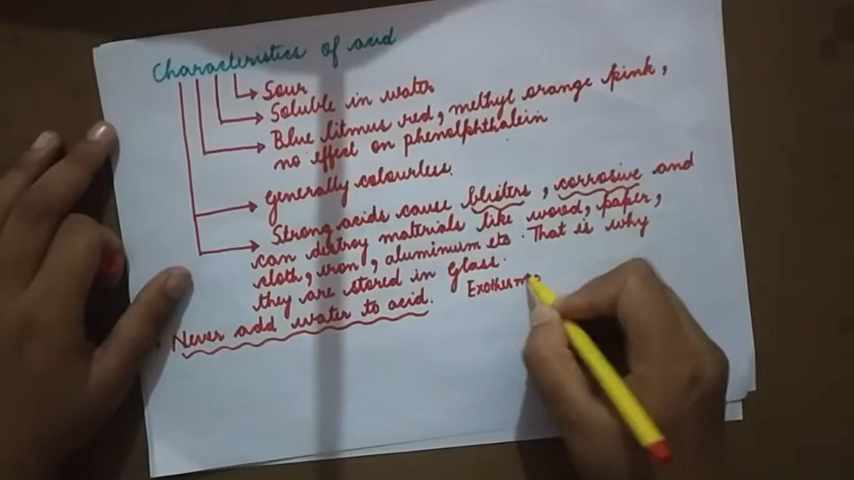 Characteristics of acid
Sour
Soluble in water
Blue litmus red, methyl orange pink,
no effect on phenolphthalein
Generally colourless.
Strong acids cause blisters, corrosive and
can destroy materials like wood, paper,
cloth, iron, aluminum etc. That is why
they are stored in glass.
Never add water to acid.
Exotherm